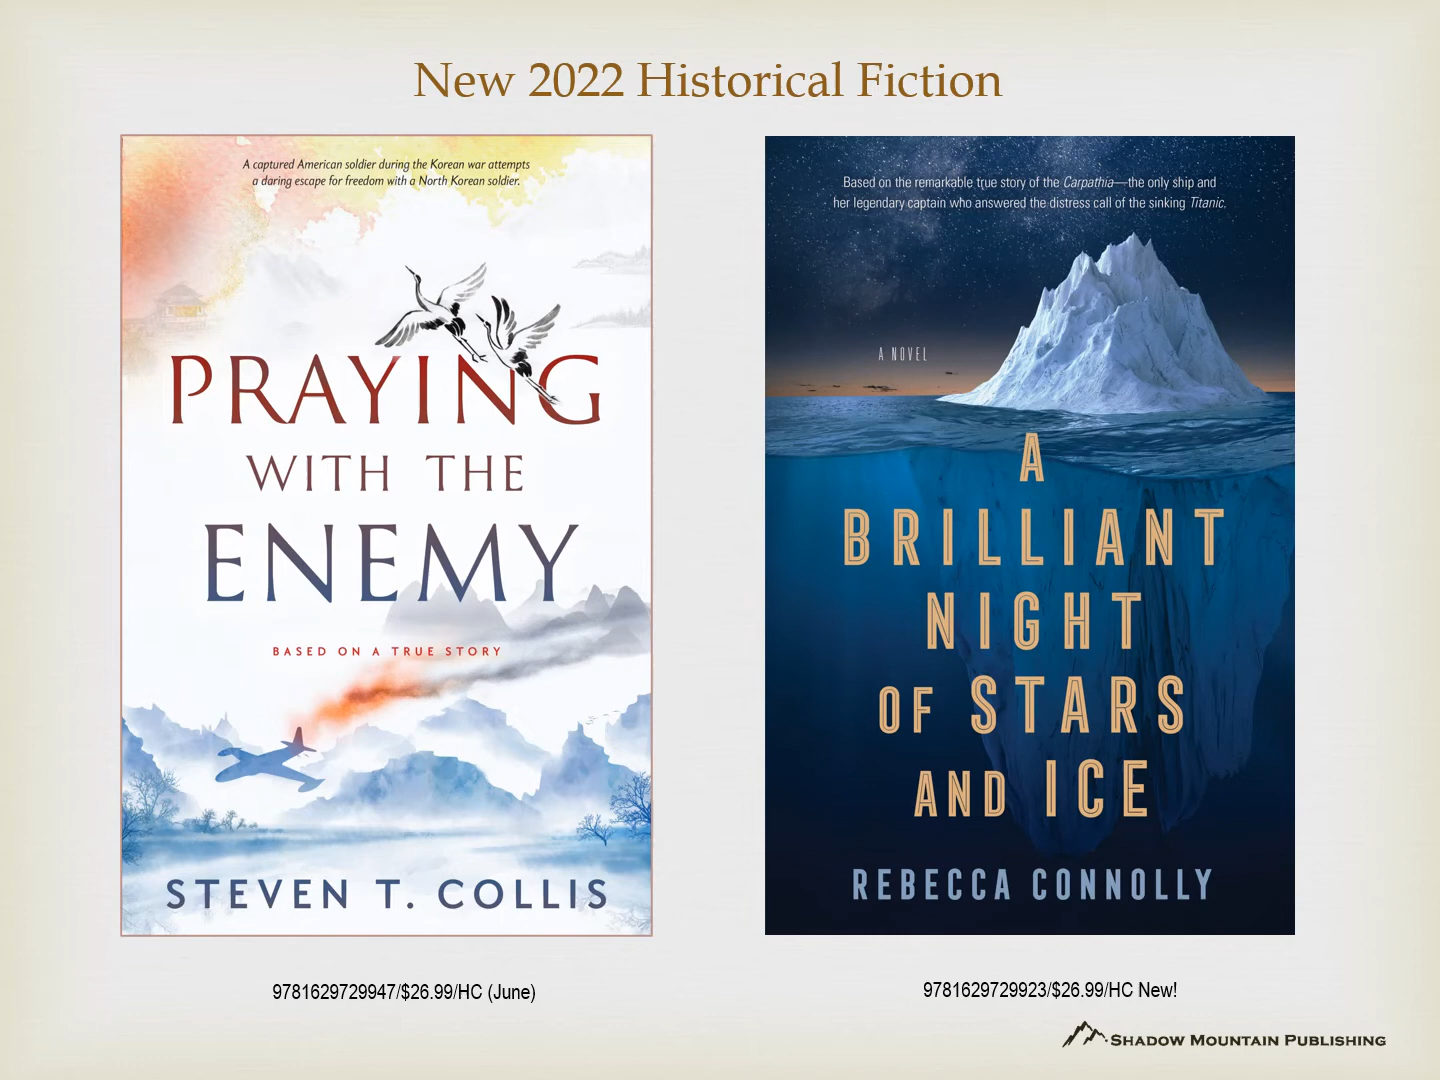 New 2022 Historical Fiction
A captured American soldier during the Korean war attempts
a daring escape for freedom with a North Korean soldier.
PRAYING
WITH THE
ENEMY
BASED ON A TRUE STORY
STEVEN T. COLLIS
9781629729947/$26.99/HC (June)
Based on the remarkable true story of the Carpathia—the only ship and
her legendary captain who answered the distress call of the sinking Titanic.
A NOVEL
A
BRILLIANT
NIGHT
OF STARS
AND ICE
REBECCA CONNOLLY
9781629729923/$26.99/HC New!
SHADOW MOUNTAIN PUBLISHING